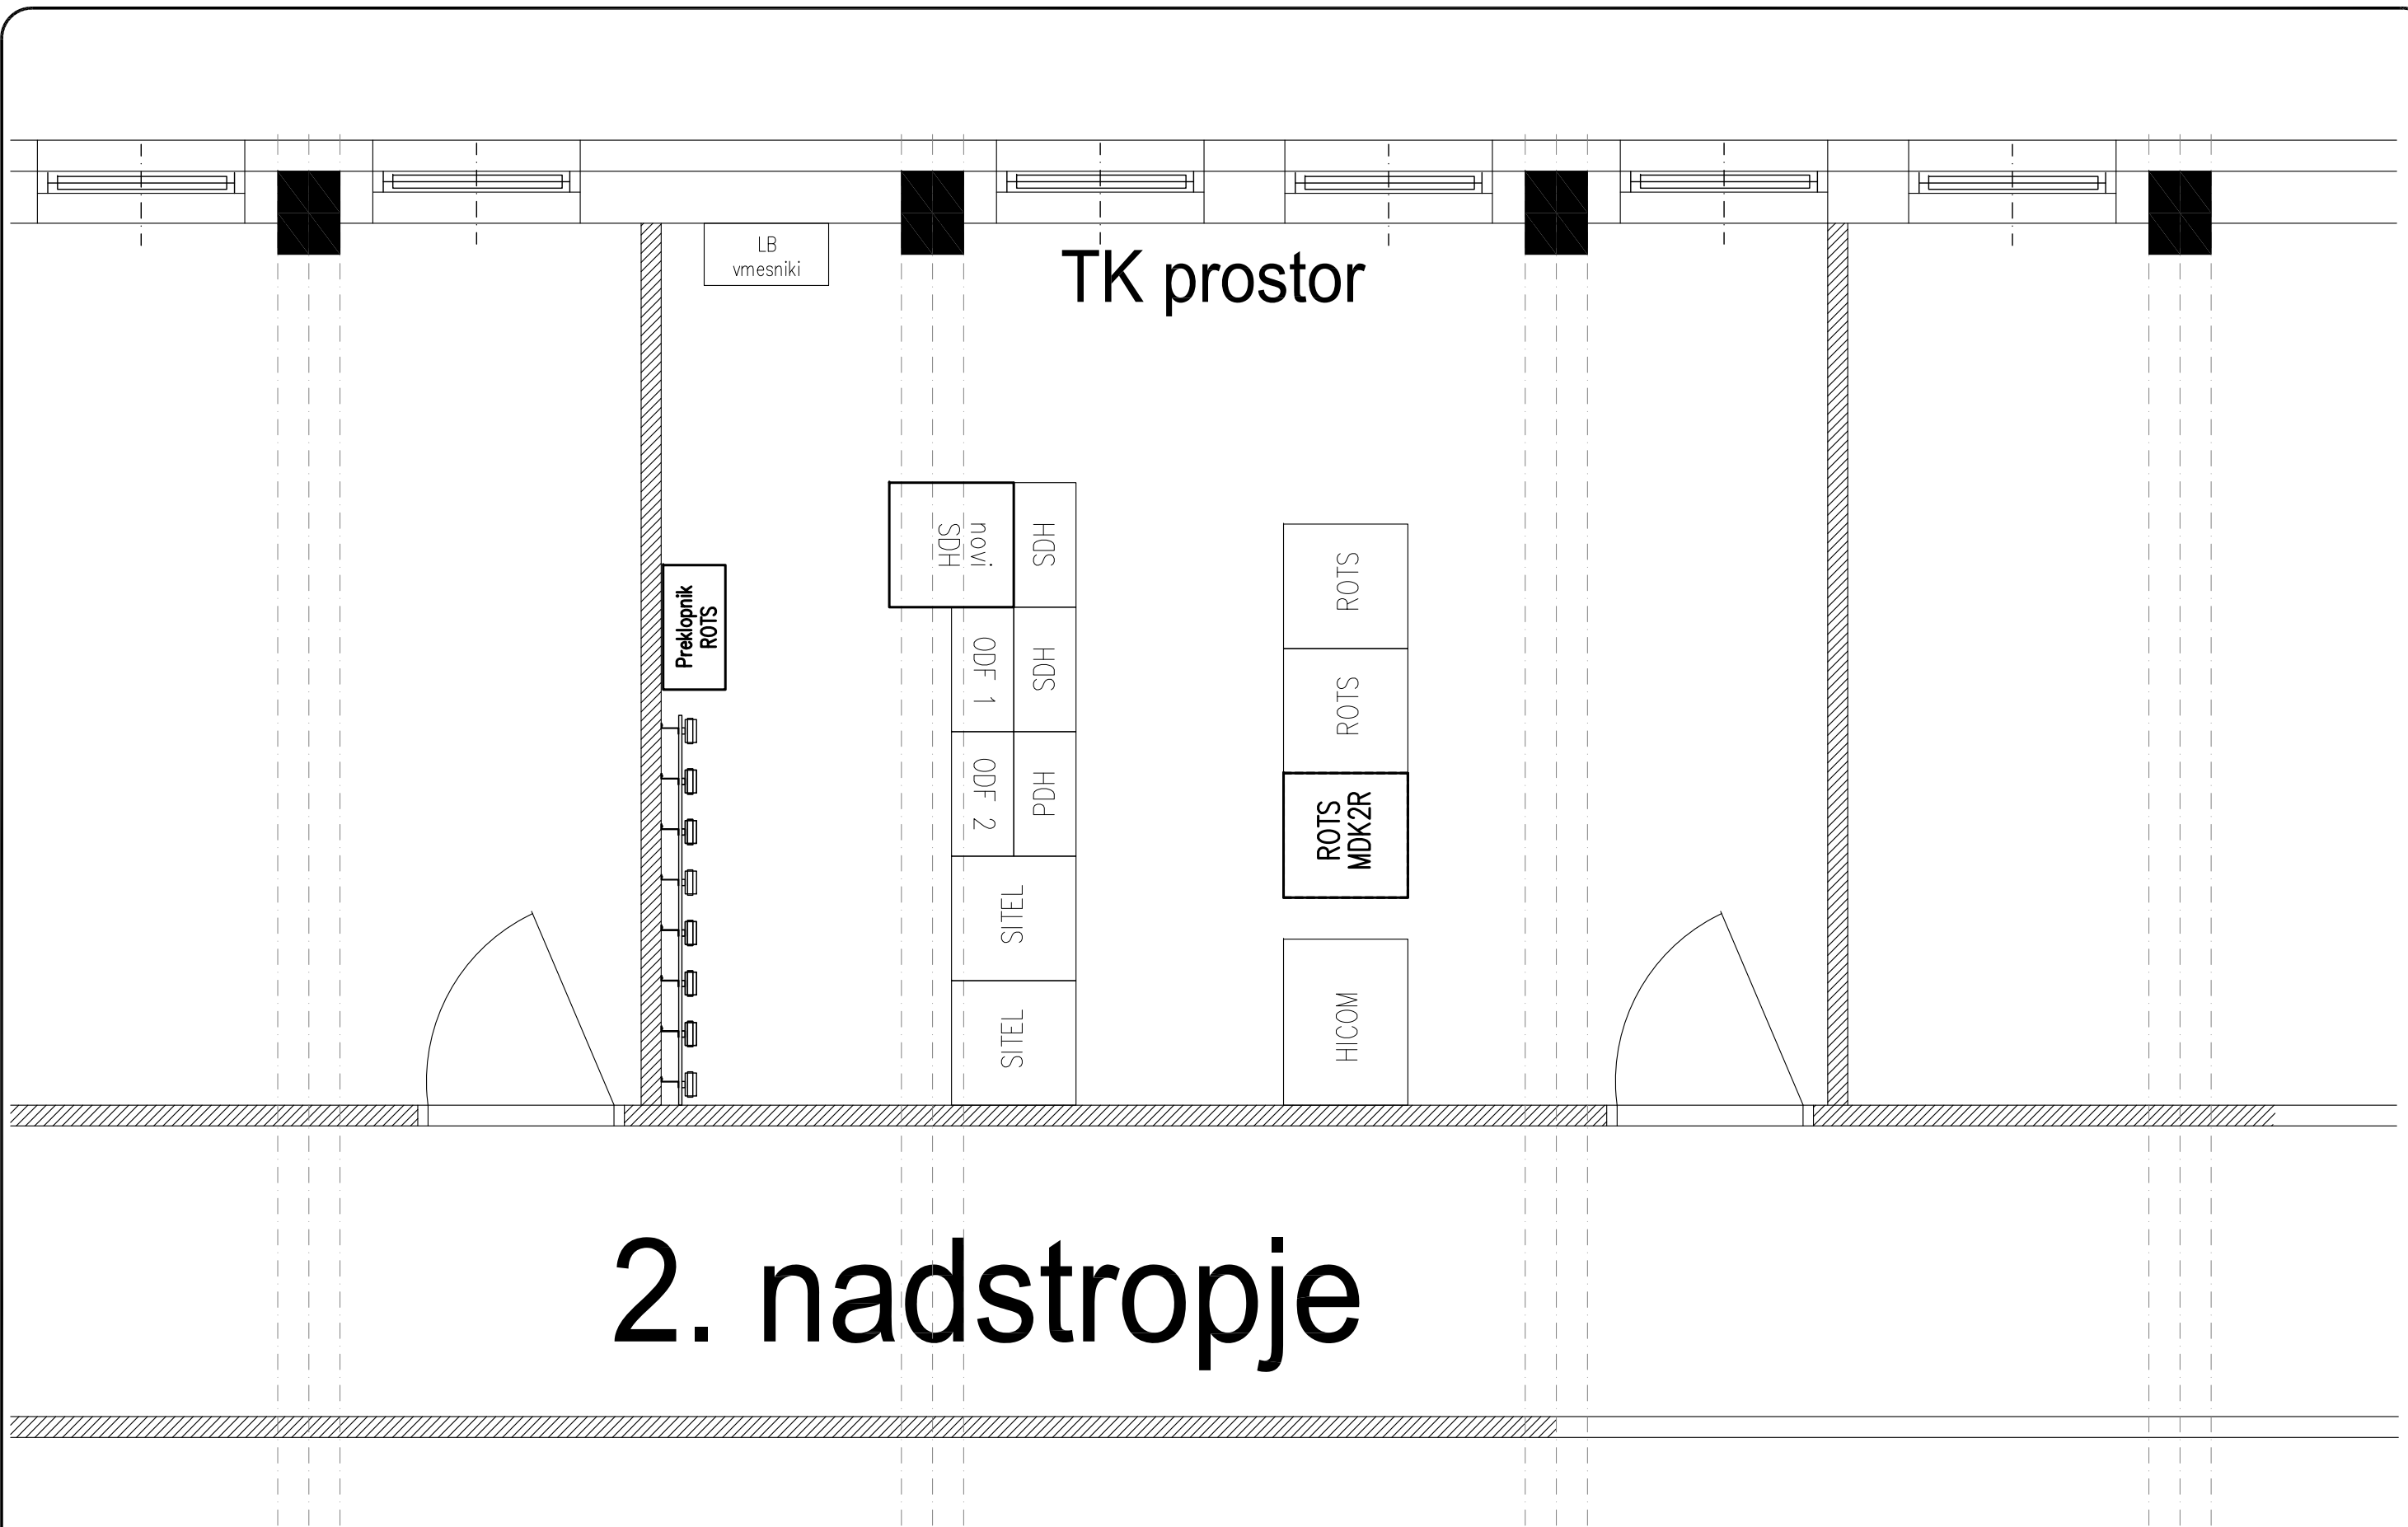 LB
vmesniki
TK prostor
novi
SDH
SDH
Preklopnik
ROTS
ODF 1
SDH
ODF 2
PDH
SITEL
SITEL
ROTS
ROTS
ROTS
MDK2R
HICOM
2. nadstropje